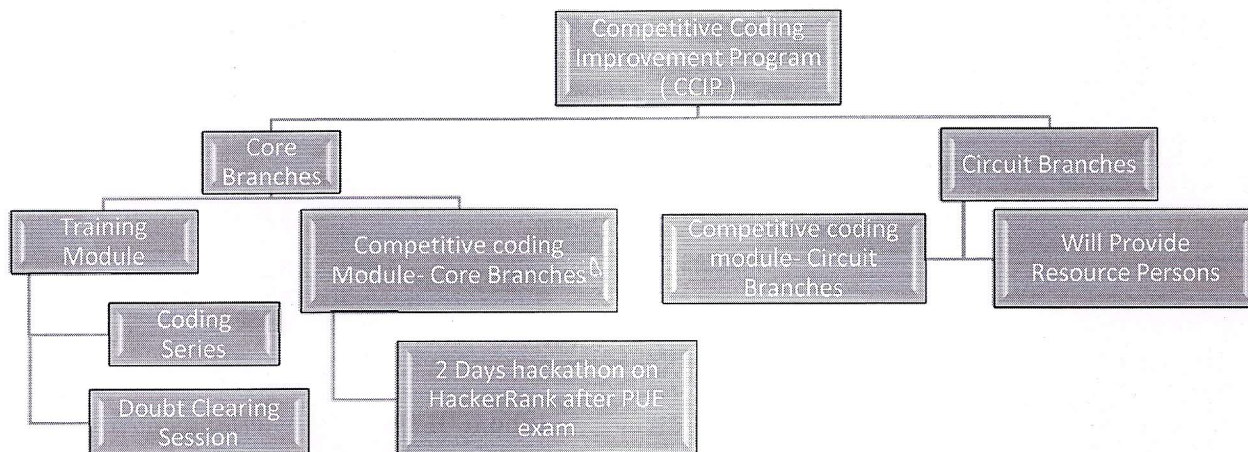 Competitive Coding
Improvement Program
( CCIP )
Core
Branches
Circuit Branches
Training
Module
Competitive coding
Module- Core Branches
Competitive coding
module- Circuit
Branches
Will Provide
Resource Persons
Coding
Series
2 Days hackathon on
HackerRank after PUE
exam
Doubt Clearing
Session